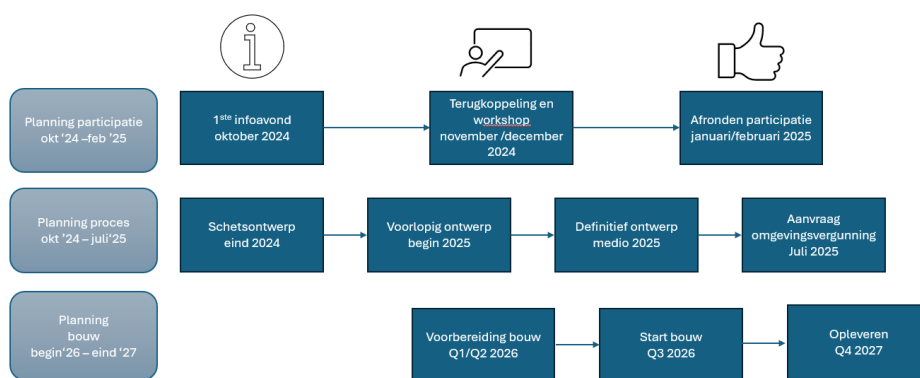 Planning participatie
okt ‘24 –feb ’25
1ste infoavond
oktober 2024
Terugkoppeling en
workshop
november /december
2024
Afronden participatie
januari/februari 2025
Planning proces
okt ’24 – juli‘25
Schetsontwerp
eind 2024
Voorlopig ontwerp
begin 2025
Definitief ontwerp
medio 2025
Aanvraag
omgevingsvergunning
Juli 2025
Planning
bouw
begin‘26 – eind ‘27
Voorbereiding bouw
Q1/Q2 2026
Start bouw
Q3 2026
Opleveren
Q4 2027